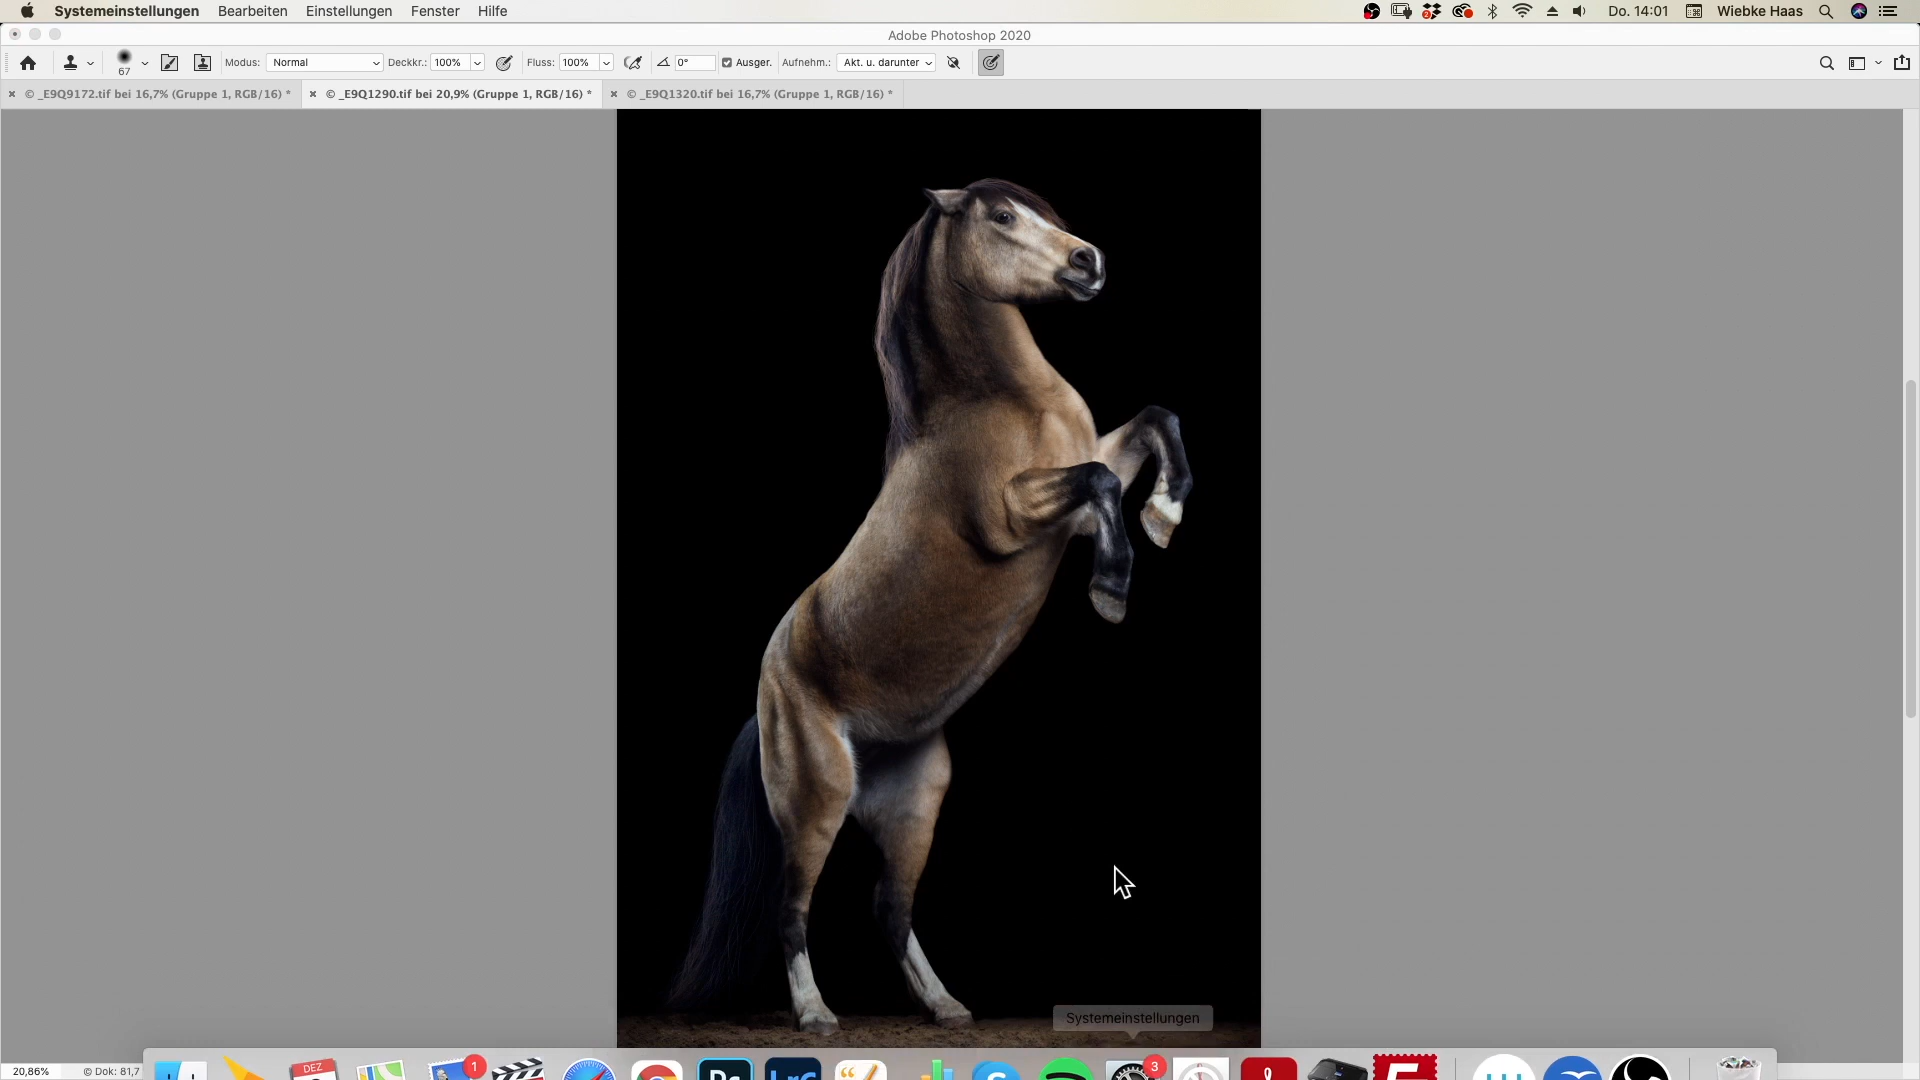 Systemeinstellungen Bearbeiten Einstellungen Fenster Hilfe
2
Do. 14:01 Wiebke Haas
Adobe Photoshop 2020
67 Modus: Normal Deckkr.: 100% Fluss: 100% 0° Ausger. Aufnehm.: Akt. u. darunter
© _E9Q9172.tif bei 16,7% (Gruppe 1, RGB/16) *
© _E9Q1290.tif bei 20,9% (Gruppe 1, RGB/16) *
© _E9Q1320.tif bei 16,7% (Gruppe 1, RGB/16) *
Systemeinstellungen
20,86% © Dok: 81,7
DEZ
1
Ps
LrC
3